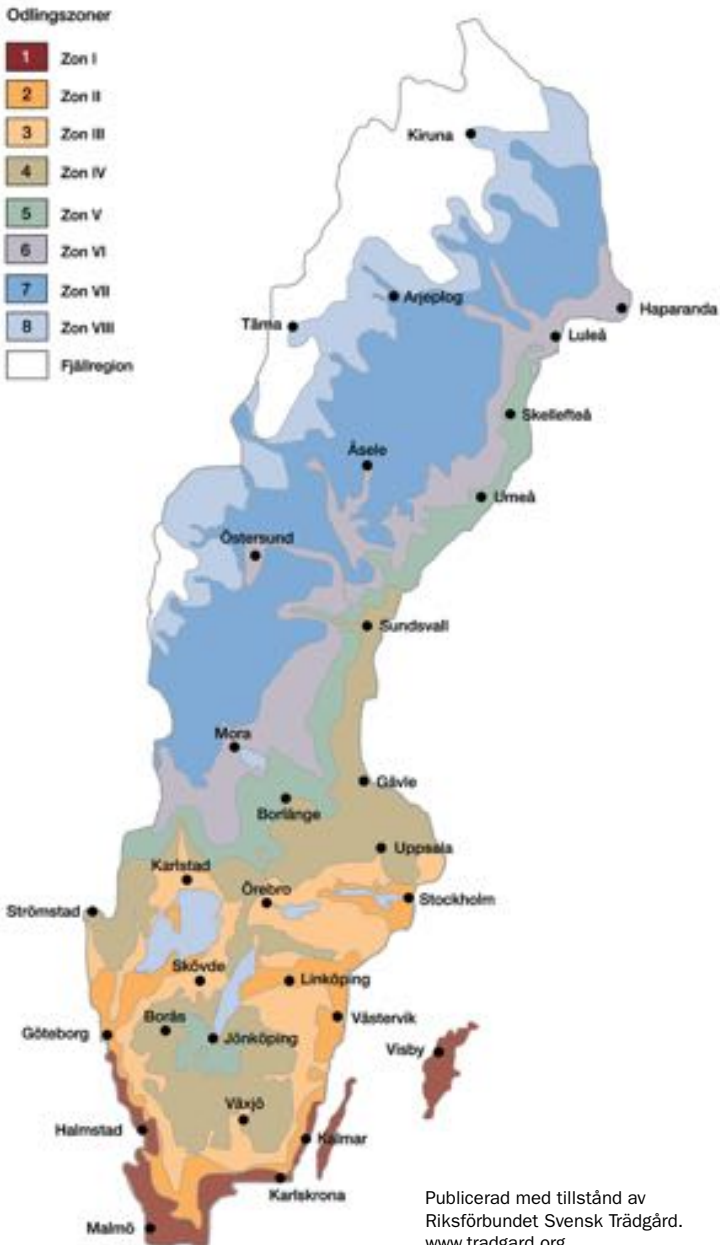 Odlingszoner
1 Zon I
2 Zon II
3 Zon III
4 Zon IV
5 Zon V
6 Zon VI
7 Zon VII
8 Zon VIII
Fjällregion
Kiruna
Arjeplog
Haparanda
Tärna
Luleå
Skellefteå
Åsele
Umeå
Östersund
Sundsvall
Mora
Gävle
Borlänge
Uppsala
Karlstad
Örebro
Stockholm
Strömstad
Skövde
Linköping
Borås
Västervik
Göteborg
Jönköping
Visby
Växjö
Halmstad
Kalmar
Karlskrona
Malmö
Publicerad med tillstånd av
Riksförbundet Svensk Trädgård.
www.tradgard.org